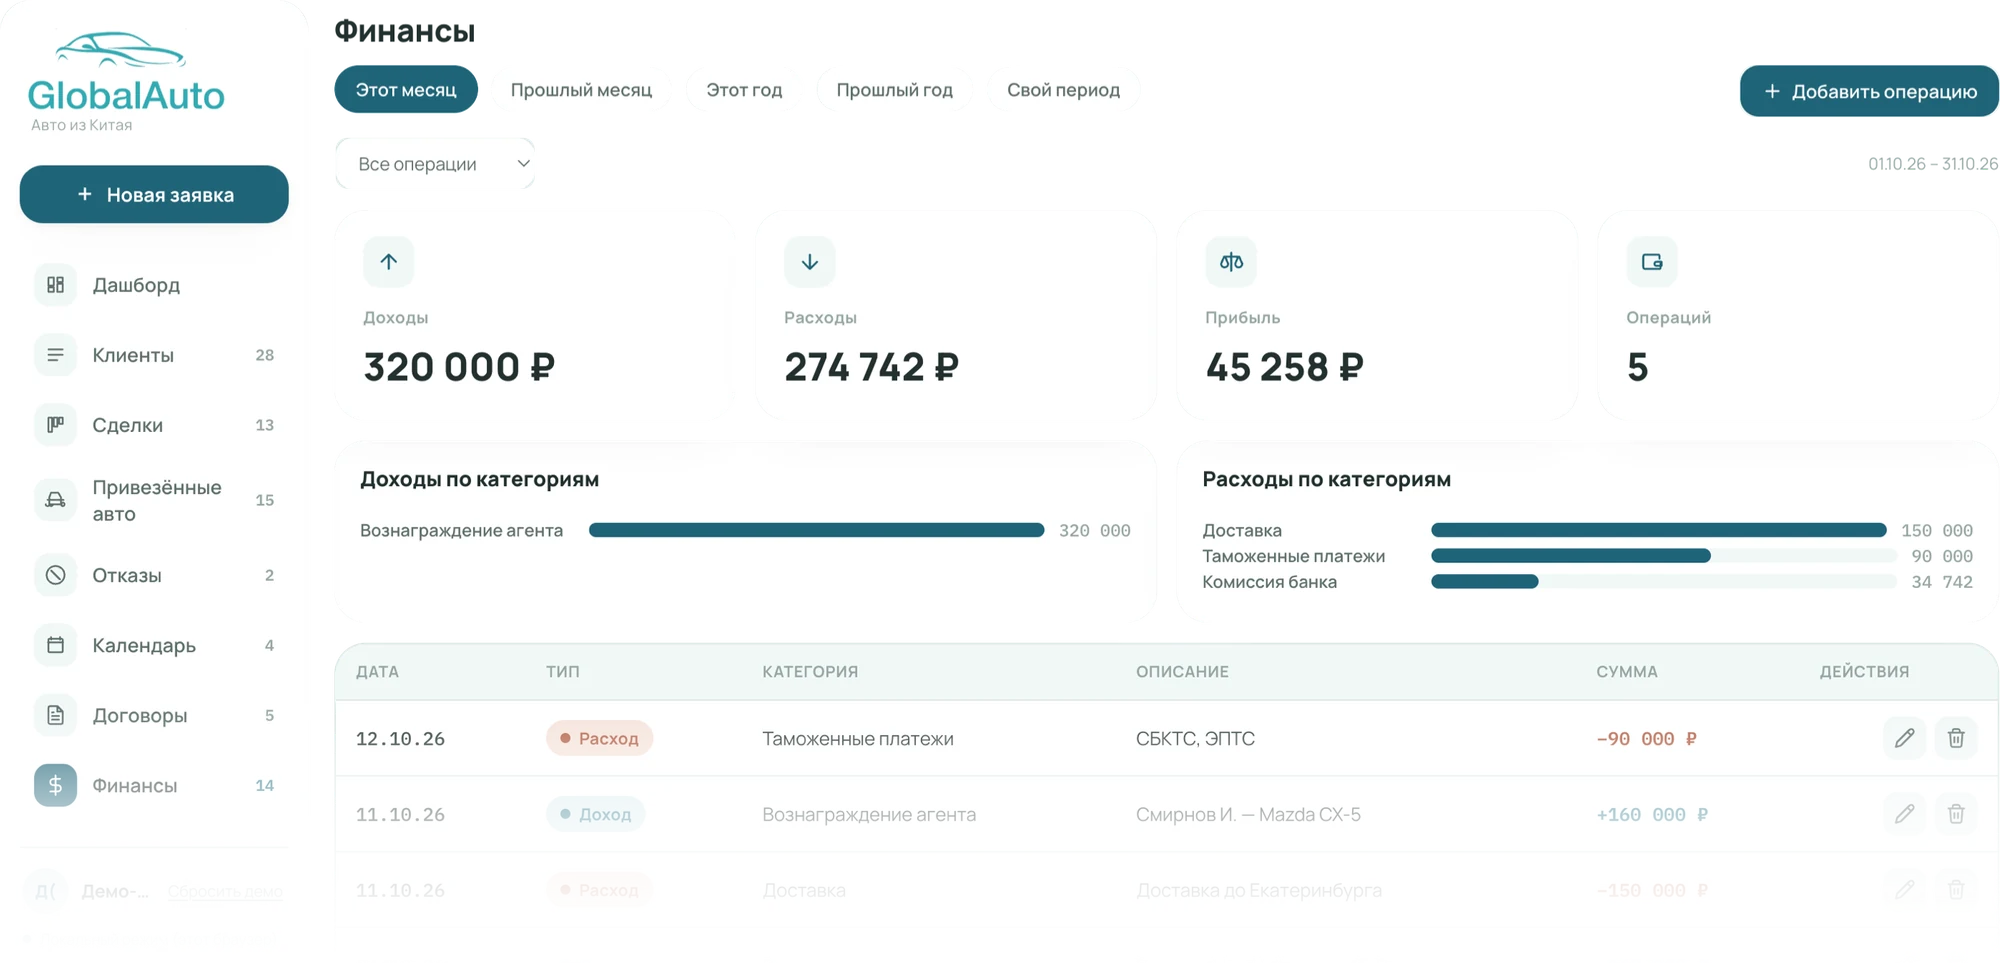 GlobalAuto
Авто из Китая
+ Новая заявка
Дашборд
Клиенты 28
Сделки 13
Привезённые
авто 15
Отказы 2
Календарь 4
Договоры 5
$ Финансы 14
Д( Демо-... Сбросить демо
Финансы
Этот месяц Прошлый месяц Этот год Прошлый год Свой период
+ Добавить операцию
Все операции
01.10.26 – 31.10.26
Доходы
320 000 ₽
Расходы
274 742 ₽
Прибыль
45 258 ₽
Операций
5
Доходы по категориям
Вознаграждение агента 320 000
Расходы по категориям
Доставка 150 000
Таможенные платежи 90 000
Комиссия банка 34 742
ДАТА ТИП КАТЕГОРИЯ ОПИСАНИЕ СУММА ДЕЙСТВИЯ
12.10.26 Расход Таможенные платежи СБКТС, ЭПТС −90 000 ₽
11.10.26 Доход Вознаграждение агента Смирнов И. — Mazda CX-5 +160 000 ₽
11.10.26 Расход Доставка Доставка до Екатеринбурга −150 000 ₽